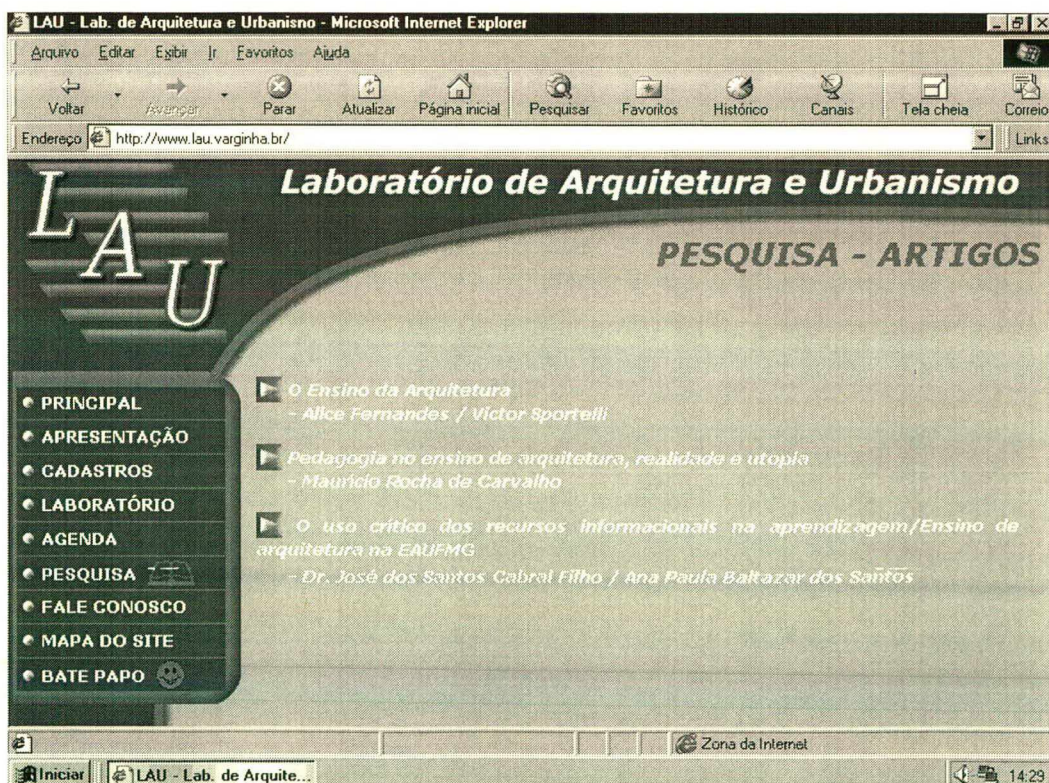 LAU - Lab. de Arquitetura e Urbanisno - Microsoft Internet Explorer
Arquivo Editar Exibir Ir Favoritos Ajuda
Voltar Avançar Parar Atualizar Página inicial Pesquisar Favoritos Histórico Canais Tela cheia Correio
Endereço http://www.lau.varginha.br/ Links
LAU
Laboratório de Arquitetura e Urbanismo
PESQUISA - ARTIGOS
PRINCIPAL
APRESENTAÇÃO
CADASTROS
LABORATÓRIO
AGENDA
PESQUISA
FALE CONOSCO
MAPA DO SITE
BATE PAPO
O Ensino da Arquitetura
- Alice Fernandes / Victor Sportelli
Pedagogia no ensino de arquitetura, realidade e utopia
- Maurício Rocha de Carvalho
O uso crítico dos recursos informacionais na aprendizagem/Ensino de
arquitetura na EAUFMG
- Dr. José dos Santos Cabral Filho / Ana Paula Baltazar dos Santos
Zona da Internet
Iniciar LAU - Lab. de Arquite... 14:29